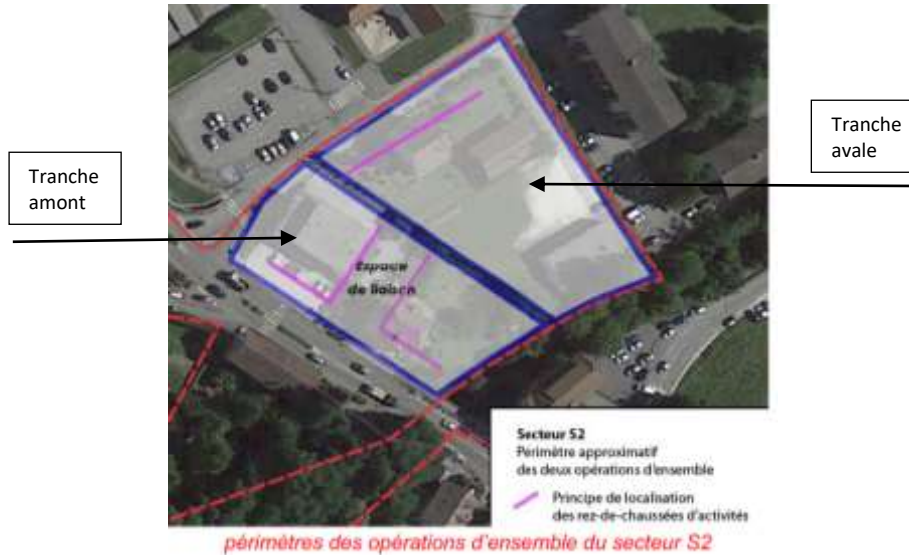 Tranche
amont
Tranche
avale
Espace
de liaison
Secteur S2
Perimètre approximatif
des deux opérations d'ensemble
Principe de localisation
des rez-de-chaussées d'activités
périmètres des opérations d'ensemble du secteur S2